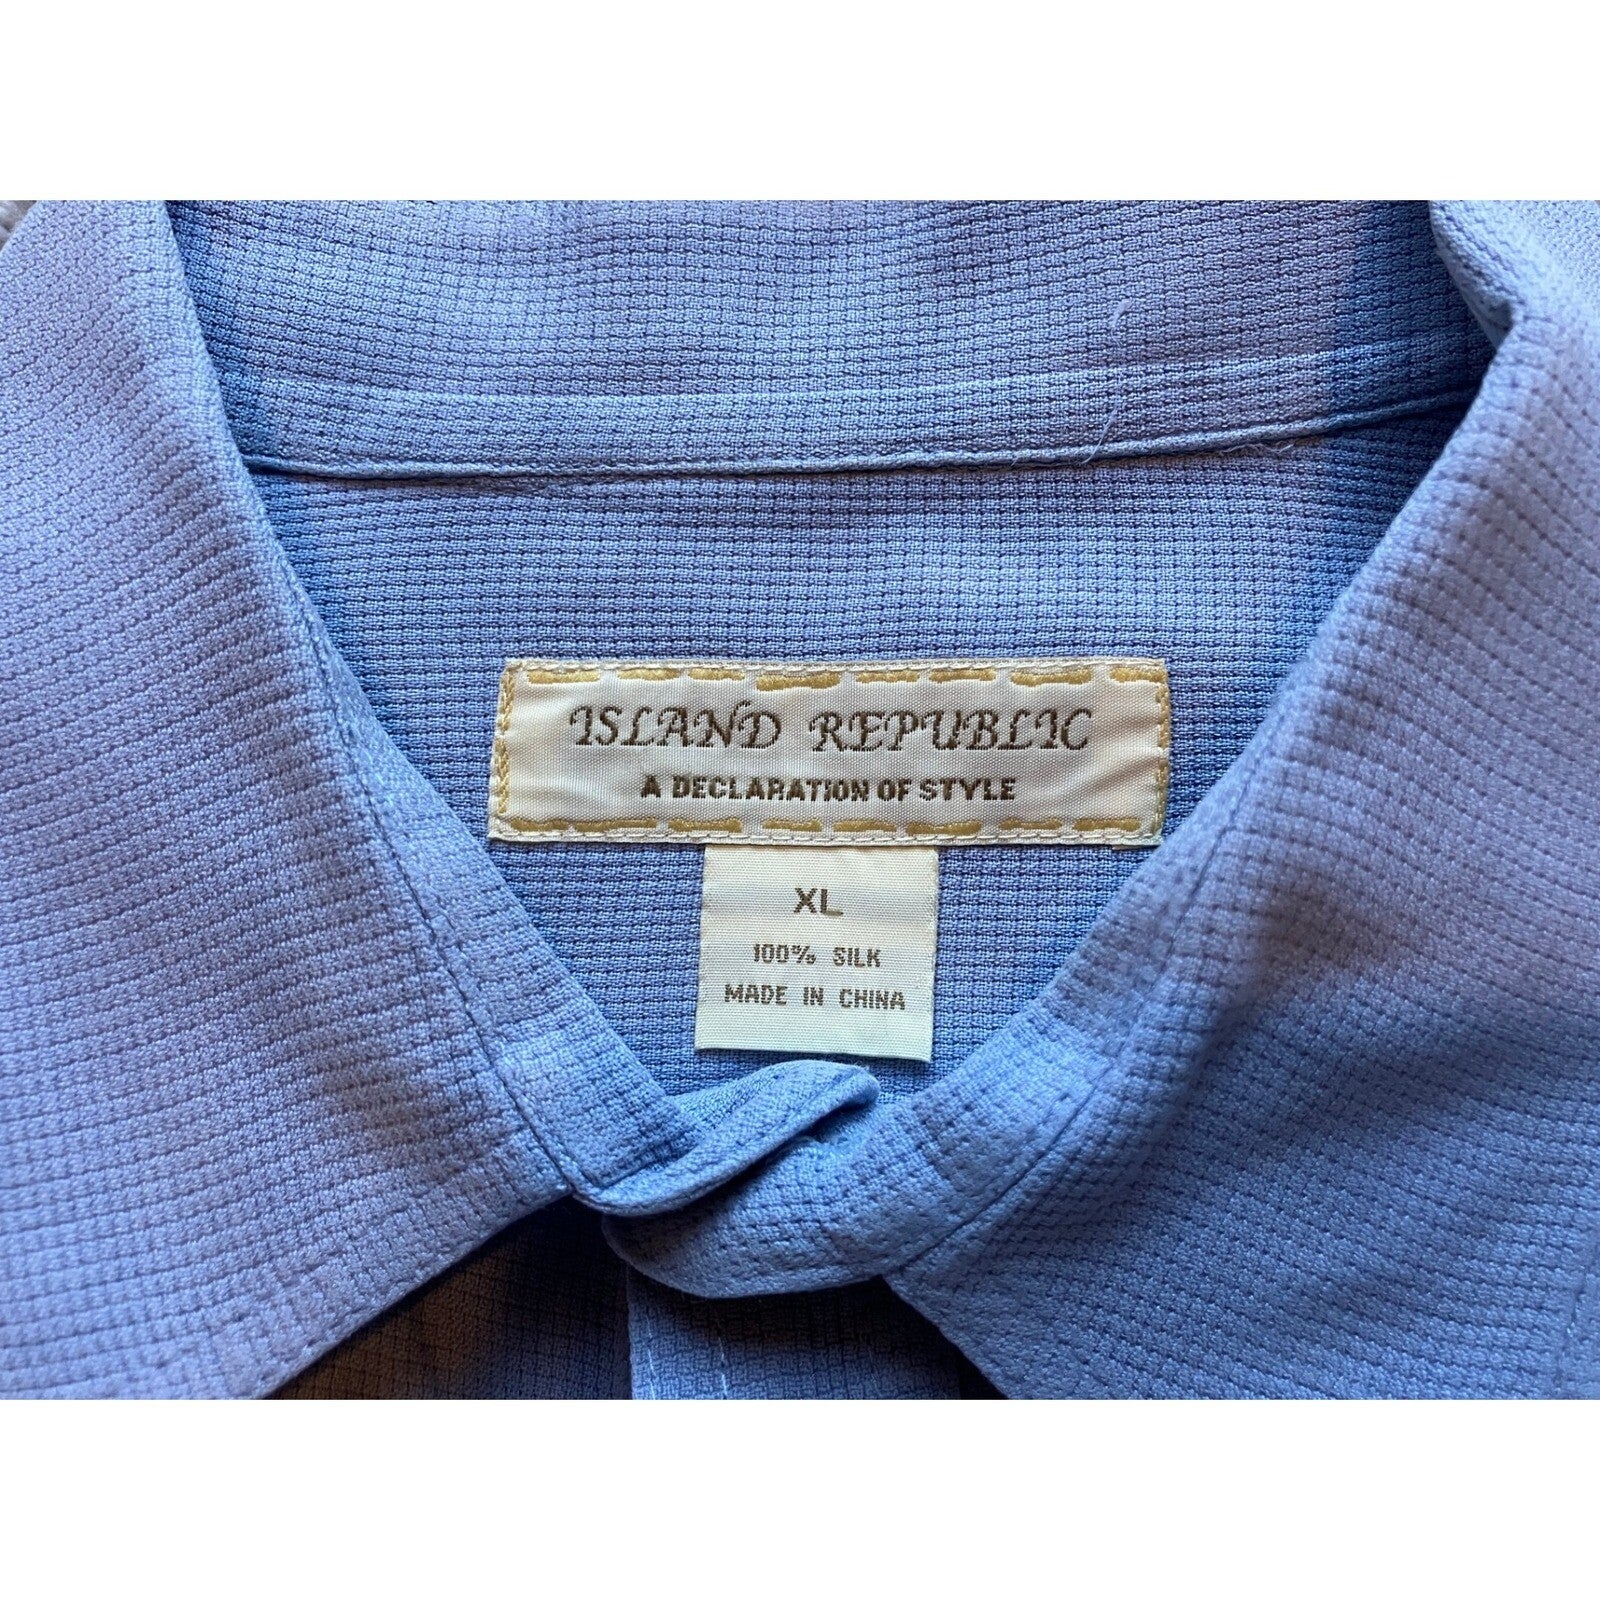 ISLAND REPUBLIC
A DECLARATION OF STYLE
XL
100% SILK
MADE IN CHINA